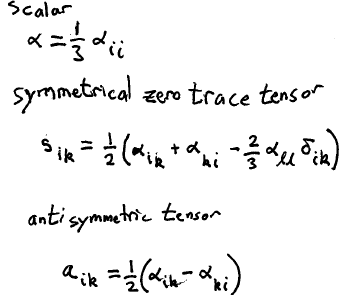 scalar
α = 1/3 α_ii
symmetrical zero trace tensor
s_ik = 1/2 (α_ik + α_ki - 2/3 α_ll δ_ik)
antisymmetric tensor
a_ik = 1/2 (α_ik - α_ki)